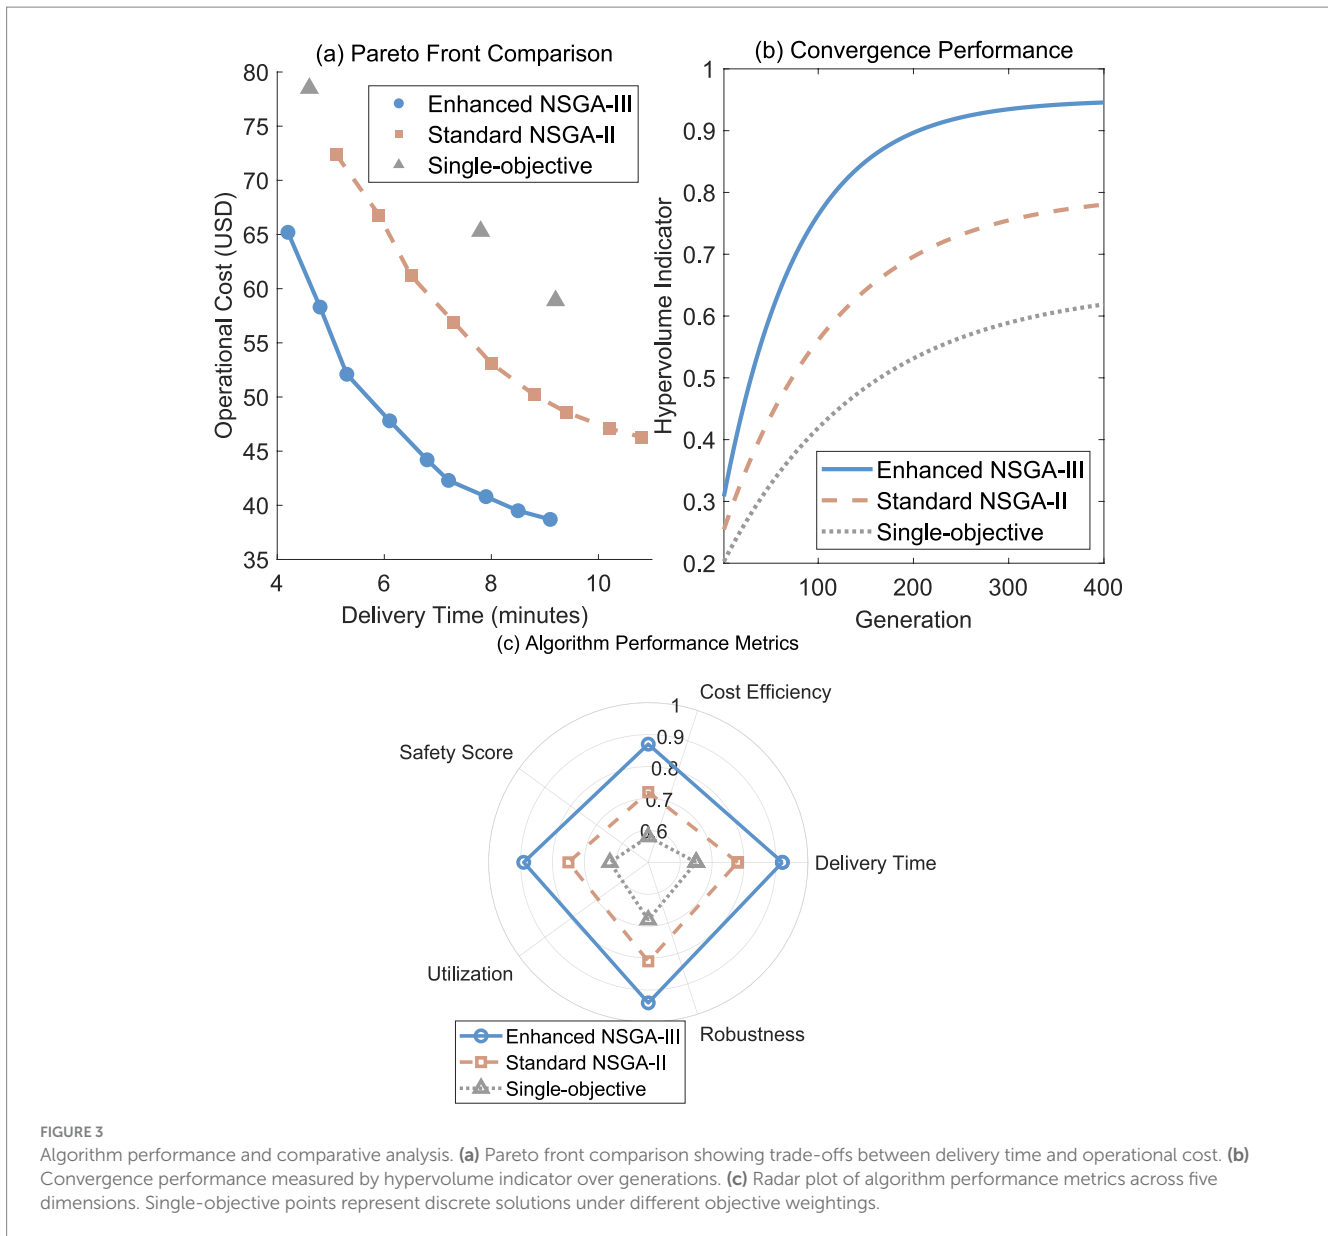 (a) Pareto Front Comparison
80
75
70
65
60
55
50
45
40
35
4
6
8
10
Operational Cost (USD)
Delivery Time (minutes)
Enhanced NSGA-III
Standard NSGA-II
Single-objective
(b) Convergence Performance
1
0.9
0.8
0.7
0.6
0.5
0.4
0.3
0.2
100
200
300
400
Hypervolume Indicator
Generation
Enhanced NSGA-III
Standard NSGA-II
Single-objective
(c) Algorithm Performance Metrics
Cost Efficiency
1
0.9
0.8
0.7
0.6
Safety Score
Delivery Time
Utilization
Robustness
Enhanced NSGA-III
Standard NSGA-II
Single-objective
FIGURE 3
Algorithm performance and comparative analysis. (a) Pareto front comparison showing trade-offs between delivery time and operational cost. (b)
Convergence performance measured by hypervolume indicator over generations. (c) Radar plot of algorithm performance metrics across five
dimensions. Single-objective points represent discrete solutions under different objective weightings.